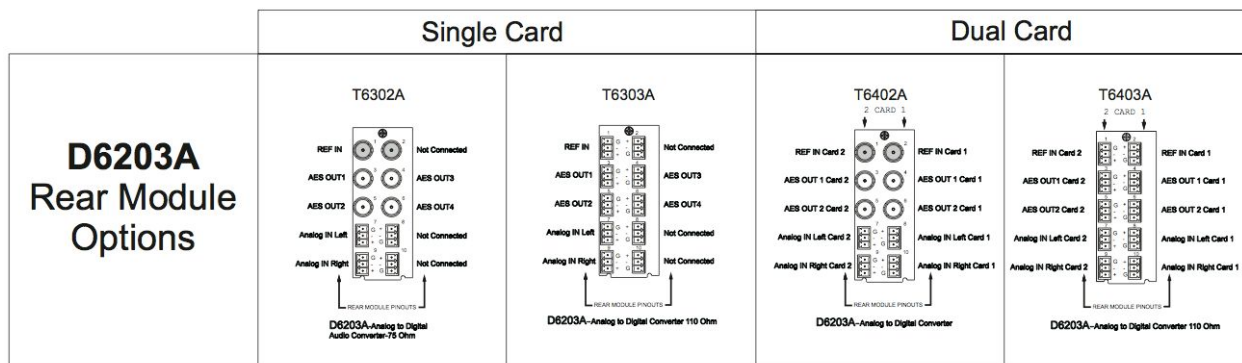 Single Card
Dual Card
D6203A
Rear Module
Options
T6302A
REF IN
Not Connected
AES OUT1
AES OUT3
AES OUT2
AES OUT4
Analog IN Left
Not Connected
Analog IN Right
Not Connected
REAR MODULE PINOUTS
D6203A-Analog to Digital
Audio Converter-75 Ohm
T6303A
REF IN
Not Connected
AES OUT1
AES OUT3
AES OUT2
AES OUT4
Analog IN Left
Not Connected
Analog IN Right
Not Connected
REAR MODULE PINOUTS
D6203A-Analog to Digital Converter 110 Ohm
T6402A
2 CARD 1
REF IN Card 2
REF IN Card 1
AES OUT 1 Card 2
AES OUT 1 Card 1
AES OUT 2 Card 2
AES OUT 2 Card 1
Analog IN Left Card 2
Analog IN Left Card 1
Analog IN Right Card 2
Analog IN Right Card 1
REAR MODULE PINOUTS
D6203A-Analog to Digital Converter
T6403A
2 CARD 1
REF IN Card 2
REF IN Card 1
AES OUT1 Card 2
AES OUT 1 Card 1
AES OUT2 Card 2
AES OUT 2 Card 1
Analog IN Left Card 2
Analog IN Left Card 1
Analog IN Right Card 2
Analog IN Right Card 1
REAR MODULE PINOUTS
D6203A-Analog to Digital Converter 110 Ohm